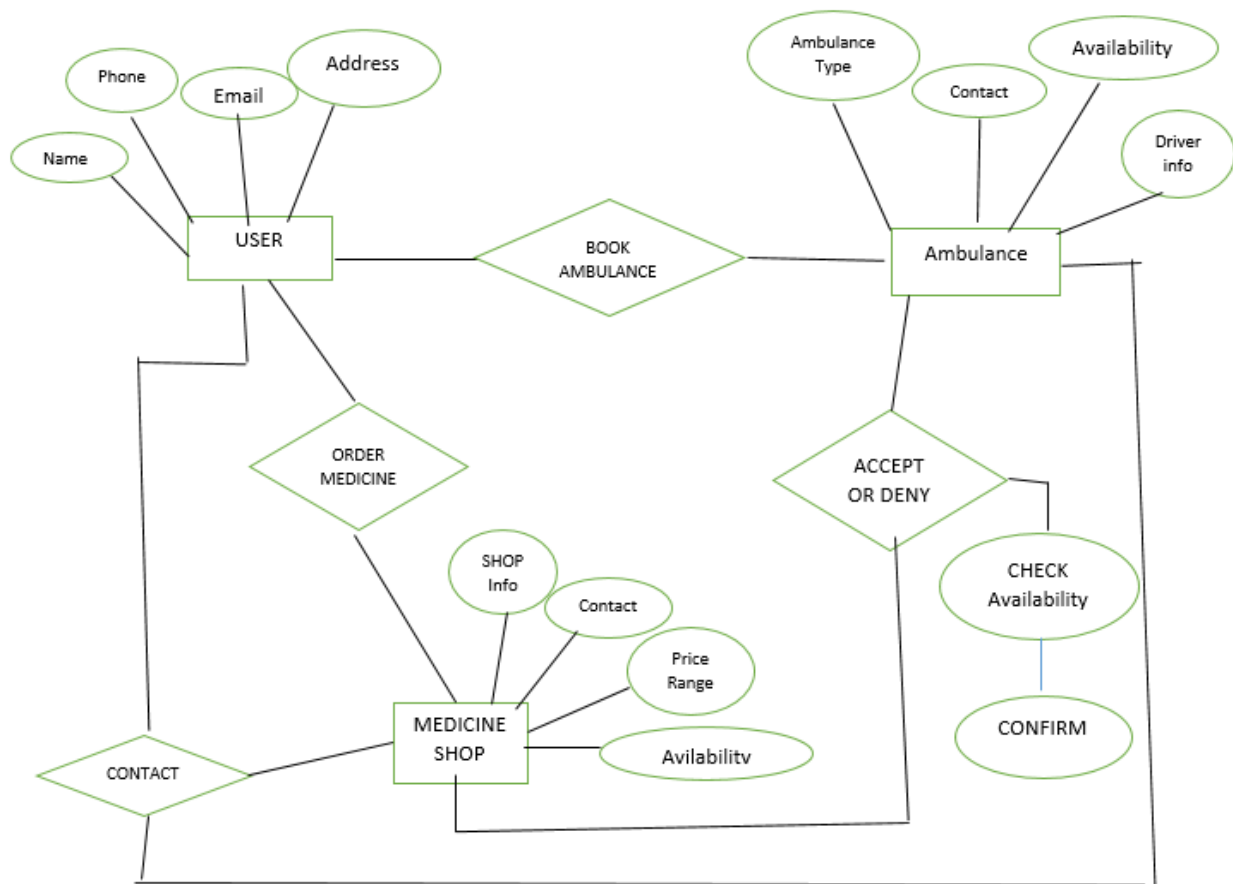 Address
Ambulance
Type
Availability
Phone
Email
Contact
Name
Driver
info
USER
BOOK
AMBULANCE
Ambulance
ORDER
MEDICINE
ACCEPT
OR DENY
SHOP
Info
CHECK
Availability
Contact
Price
Range
MEDICINE
SHOP
CONFIRM
Avilability
CONTACT